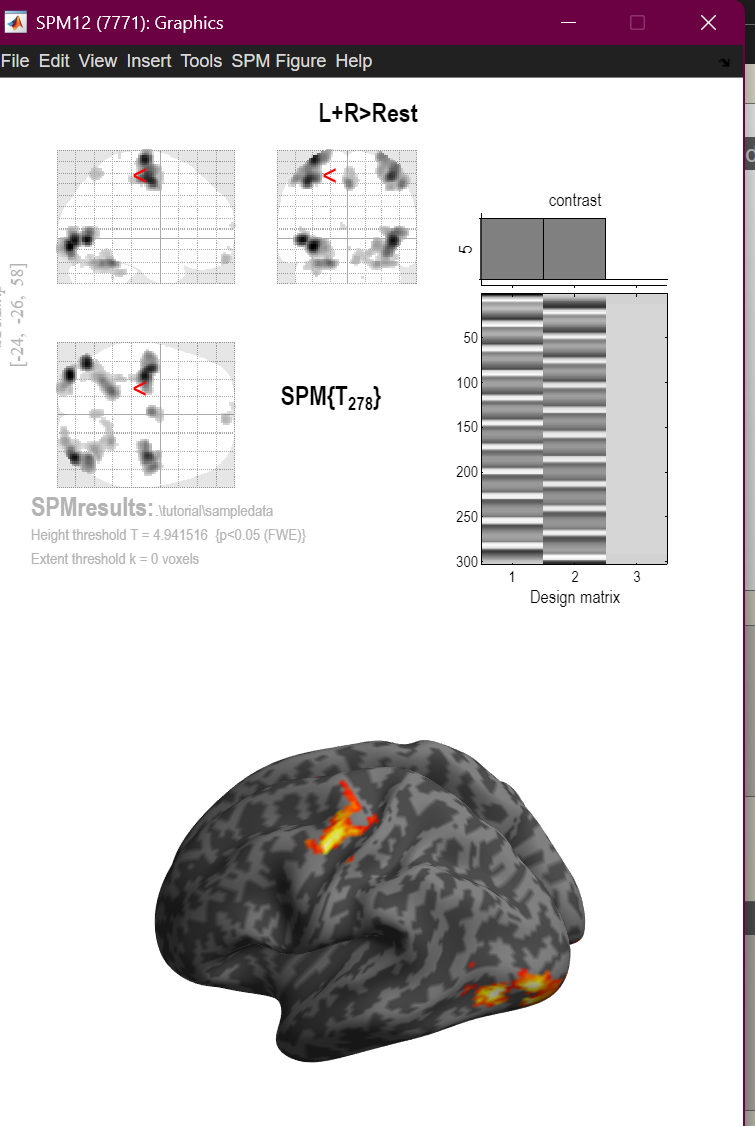 SPM12 (7771): Graphics
File Edit View Insert Tools SPM Figure Help
L+R>Rest
[-24, -26, 58]
<
<
<
SPM{T278}
contrast
5
50
100
150
200
250
300
1 2 3
Design matrix
SPMresults: .\tutorial\sampledata
Height threshold T = 4.941516 {p<0.05 (FWE)}
Extent threshold k = 0 voxels